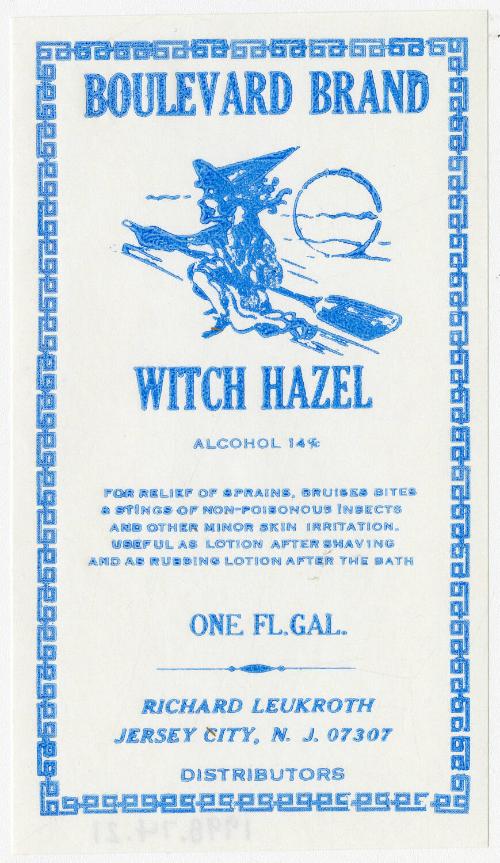 BOULEVARD BRAND
WITCH HAZEL
ALCOHOL 14%
FOR RELIEF OF SPRAINS, BRUISES BITES
& STINGS OF NON-POISONOUS INSECTS
AND OTHER MINOR SKIN IRRITATION.
USEFUL AS LOTION AFTER SHAVING
AND AS RUBBING LOTION AFTER THE BATH
ONE FL.GAL.
RICHARD LEUKROTH
JERSEY CITY, N. J. 07307
DISTRIBUTORS